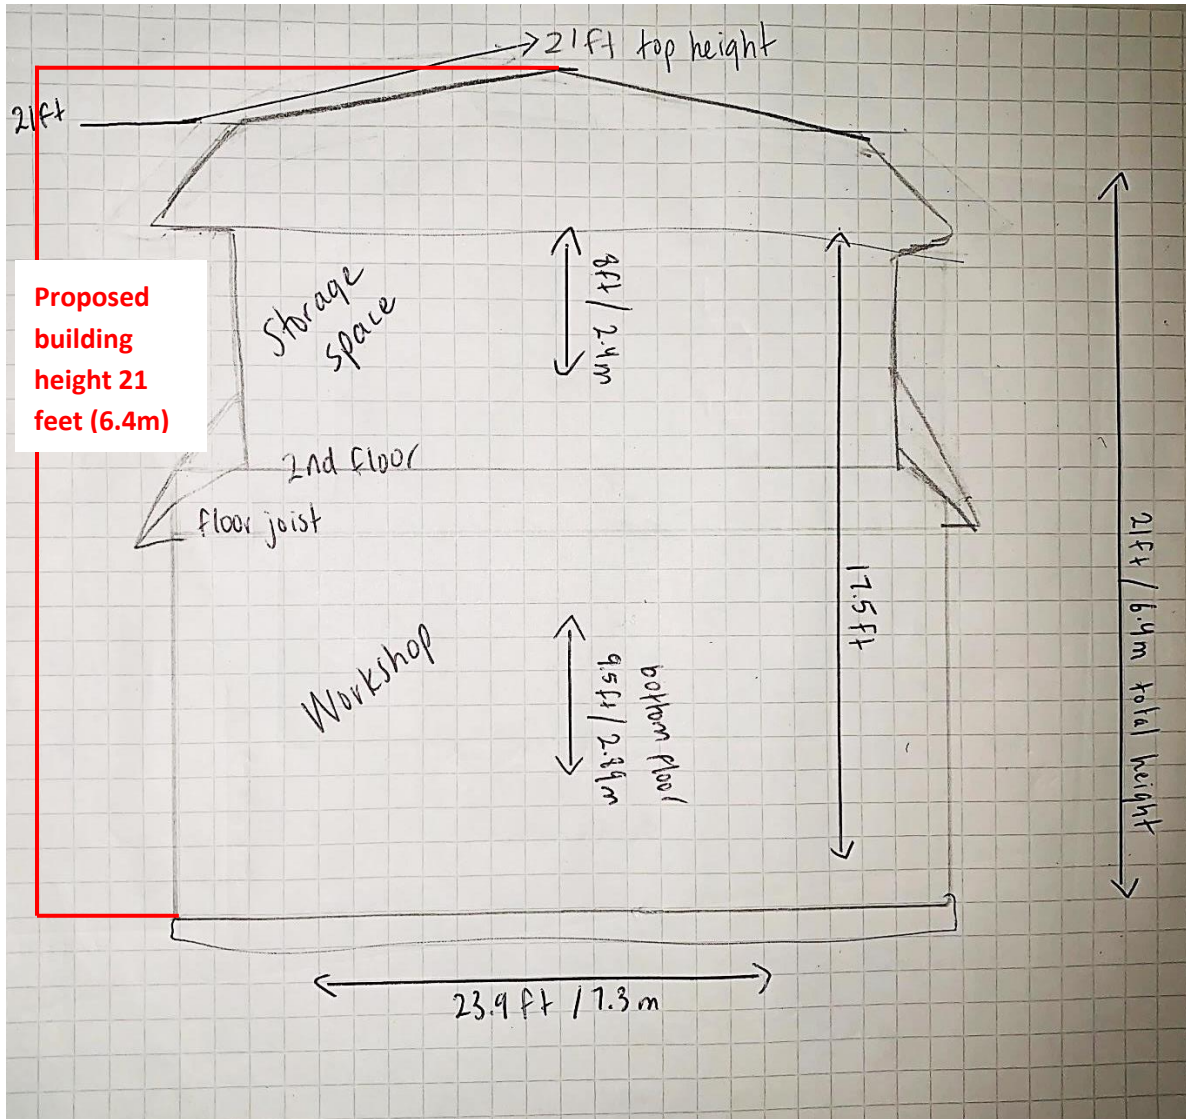 21ft top height
21ft
Proposed
building
height 21
feet (6.4m)
Storage
space
8ft / 2.4m
2nd floor
floor joist
17.5ft
21ft / 6.4m total height
Workshop
bottom floor
9.5ft / 2.89m
23.9 ft / 7.3 m